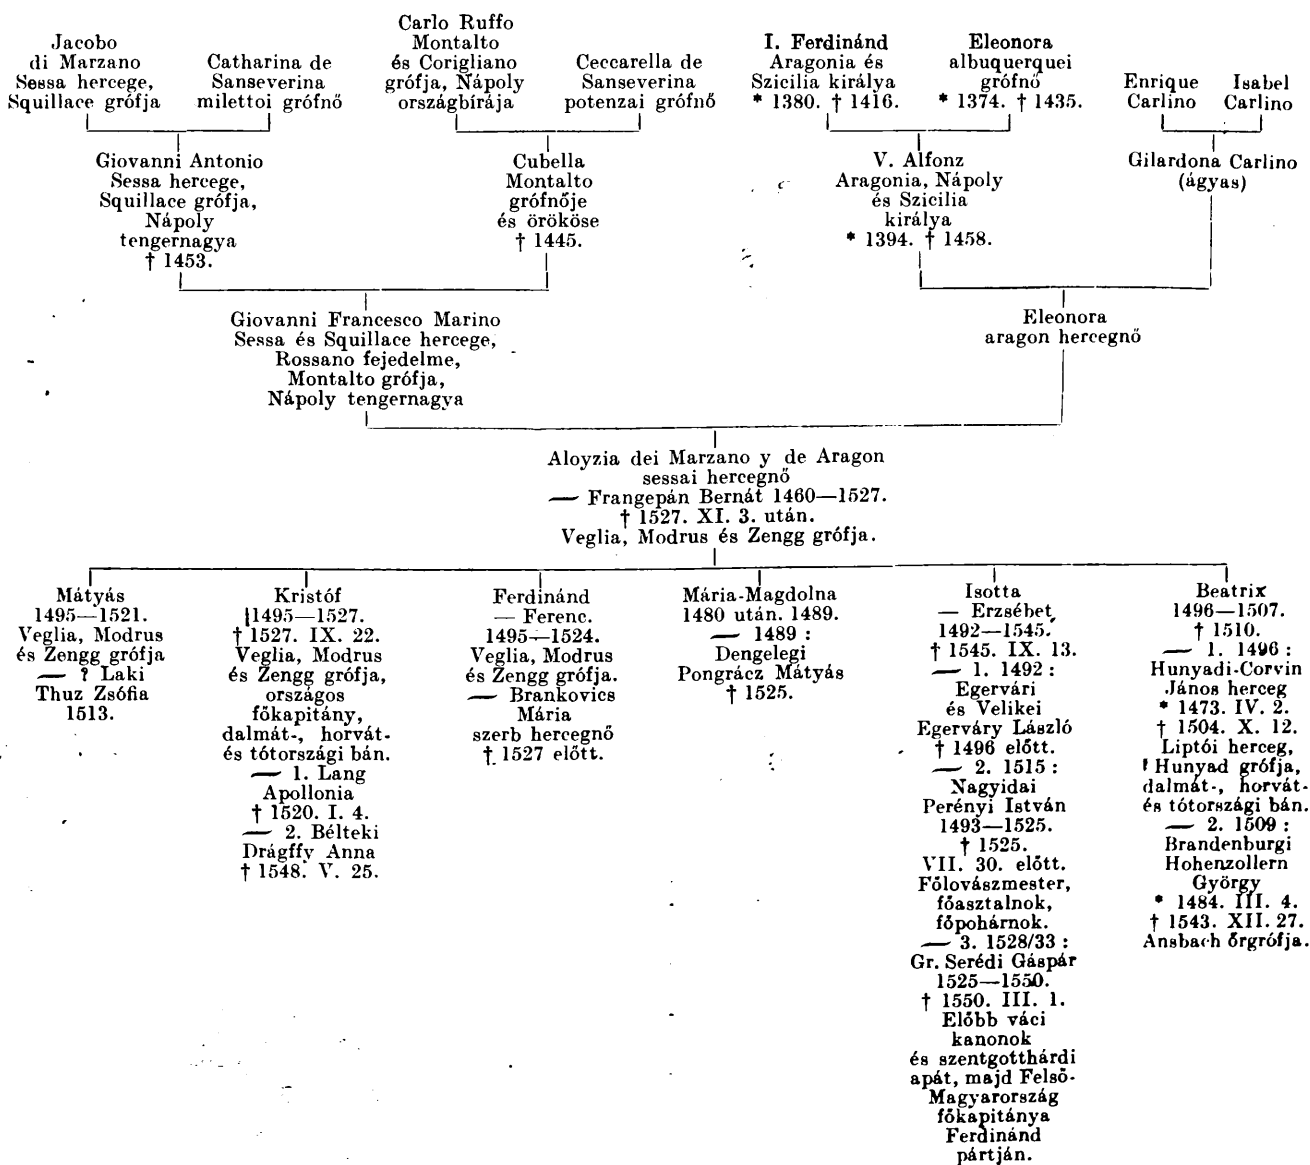 Jacobo
di Marzano
Sessa hercege,
Squillace grófja
Catharina de
Sanseverina
milettoi grófnő
Carlo Ruffo
Montalto
és Corigliano
grófja, Nápoly
országbírája
Ceccarella de
Sanseverina
potenzai grófnő
I. Ferdinánd
Aragonia és
Szicilia királya
* 1380. † 1416.
Eleonora
albuquerquei
grófnő
* 1374. † 1435.
Enrique
Carlino
Isabel
Carlino
Giovanni Antonio
Sessa hercege,
Squillace grófja,
Nápoly
tengernagya
† 1453.
Cubella
Montalto
grófnője
és örököse
† 1445.
V. Alfonz
Aragonia, Nápoly
és Szicilia
királya
* 1394. † 1458.
Gilardona Carlino
(ágyas)
Giovanni Francesco Marino
Sessa és Squillace hercege,
Rossano fejedelme,
Montalto grófja,
Nápoly tengernagya
Eleonora
aragon hercegnő
Aloyzia dei Marzano y de Aragon
sessai hercegnő
— Frangepán Bernát 1460—1527.
† 1527. XI. 3. után.
Veglia, Modrus és Zengg grófja.
Mátyás
1495—1521.
Veglia, Modrus
és Zengg grófja
— ? Laki
Thuz Zsófia
1513.
Kristóf
1495—1527.
† 1527. IX. 22.
Veglia, Modrus
és Zengg grófja,
országos
főkapitány,
dalmát-, horvát-
és tótországi bán.
— 1. Lang
Apollonia
† 1520. I. 4.
— 2. Bélteki
Drágffy Anna
† 1548. V. 25.
Ferdinánd
— Ferenc.
1495—1524.
Veglia, Modrus
és Zengg grófja.
— Brankovics
Mária
szerb hercegnő
† 1527 előtt.
Mária-Magdolna
1480 után. 1489.
— 1489 :
Dengelegi
Pongrácz Mátyás
† 1525.
Isotta
— Erzsébet
1492—1545.
† 1545. IX. 13.
— 1. 1492 :
Egervári
és Velikei
Egerváry László
† 1496 előtt.
— 2. 1515 :
Nagyidai
Perényi István
1493—1525.
† 1525.
VII. 30. előtt.
Főlovászmester,
főasztalnok,
főpohárnok.
— 3. 1528/33 :
Gr. Serédi Gáspár
1525—1550.
† 1550. III. 1.
Előbb váci
kanonok
és szentgotthárdi
apát, majd Felső-
Magyarország
főkapitánya
Ferdinánd
pártján.
Beatrix
1496—1507.
† 1510.
— 1. 1496 :
Hunyadi-Corvin
János herceg
* 1473. IV. 2.
† 1504. X. 12.
Liptói herceg,
Hunyad grófja,
dalmát-, horvát-
és tótországi bán.
— 2. 1509 :
Brandenburgi
Hohenzollern
György
* 1484. III. 4.
† 1543. XII. 27.
Ansbach őrgrófja.